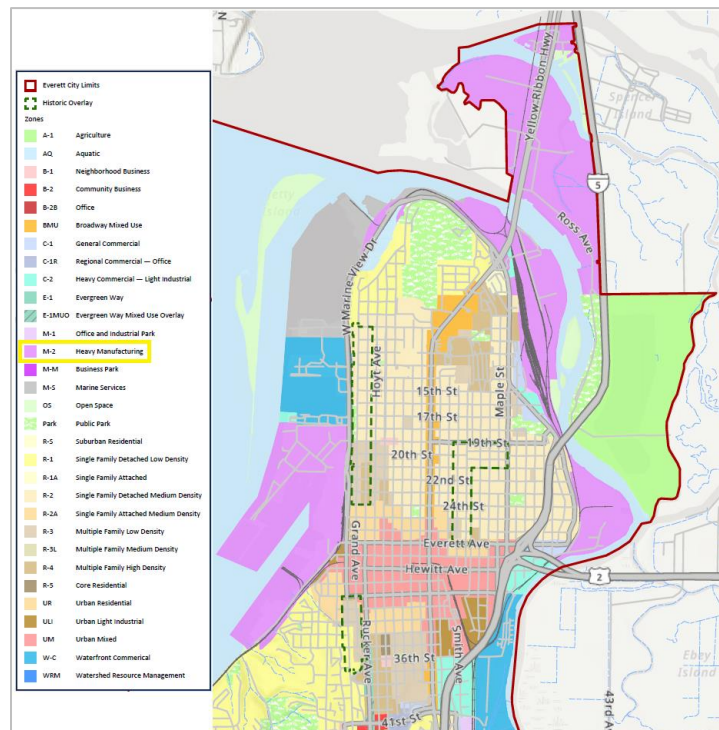 Everett City Limits
Historic Overlay
Zones
A-1 Agriculture
AQ Aquatic
B-1 Neighborhood Business
B-2 Community Business
B-2B Office
BMU Broadway Mixed Use
C-1 General Commercial
C-1R Regional Commercial — Office
C-2 Heavy Commercial — Light Industrial
E-1 Evergreen Way
E-1MUO Evergreen Way Mixed Use Overlay
M-1 Office and Industrial Park
M-2 Heavy Manufacturing
M-M Business Park
M-S Marine Services
OS Open Space
Park Public Park
R-S Suburban Residential
R-1 Single Family Detached Low Density
R-1A Single Family Attached
R-2 Single Family Detached Medium Density
R-2A Single Family Attached Medium Density
R-3 Multiple Family Low Density
R-3L Multiple Family Medium Density
R-4 Multiple Family High Density
R-5 Core Residential
UR Urban Residential
ULI Urban Light Industrial
UM Urban Mixed
W-C Waterfront Commerical
WRM Watershed Resource Management
N
Yellow Ribbon Hwy
Spencer
Island
5
Ross Ave
Island
W Marine View Dr
Hoyt Ave
Maple St
15th St
17th St
19th St
20th St
22nd St
24th St
Grand Ave
Everett Ave
Hewitt Ave
2
Rucker Ave
Smith Ave
36th St
41st St
Ebey
Island
43rd A